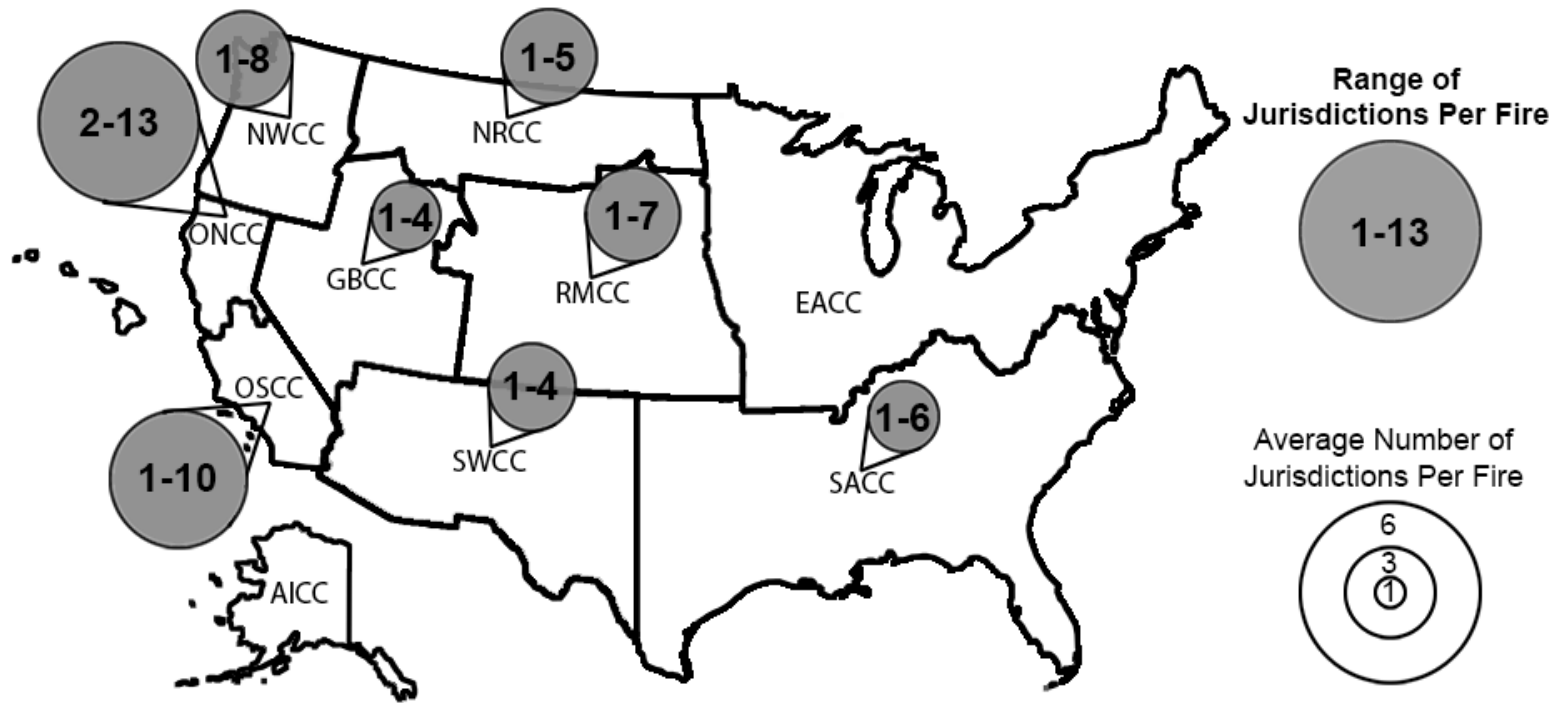 1-8
1-5
2-13
NWCC
NRCC
1-4
1-7
ONCC
GBCC
RMCC
EACC
1-4
OSCC
1-6
SWCC
1-10
SACC
AICC
Range of
Jurisdictions Per Fire
1-13
Average Number of
Jurisdictions Per Fire
6
3
1